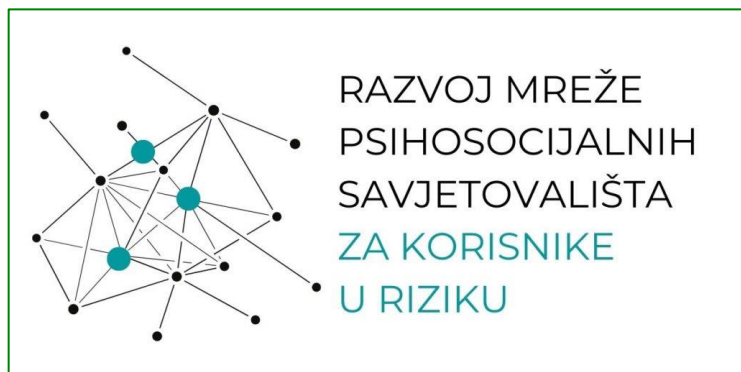 RAZVOJ MREŽE
PSIHOSOCIJALNIH
SAVJETOVALIŠTA
ZA KORISNIKE
U RIZIKU